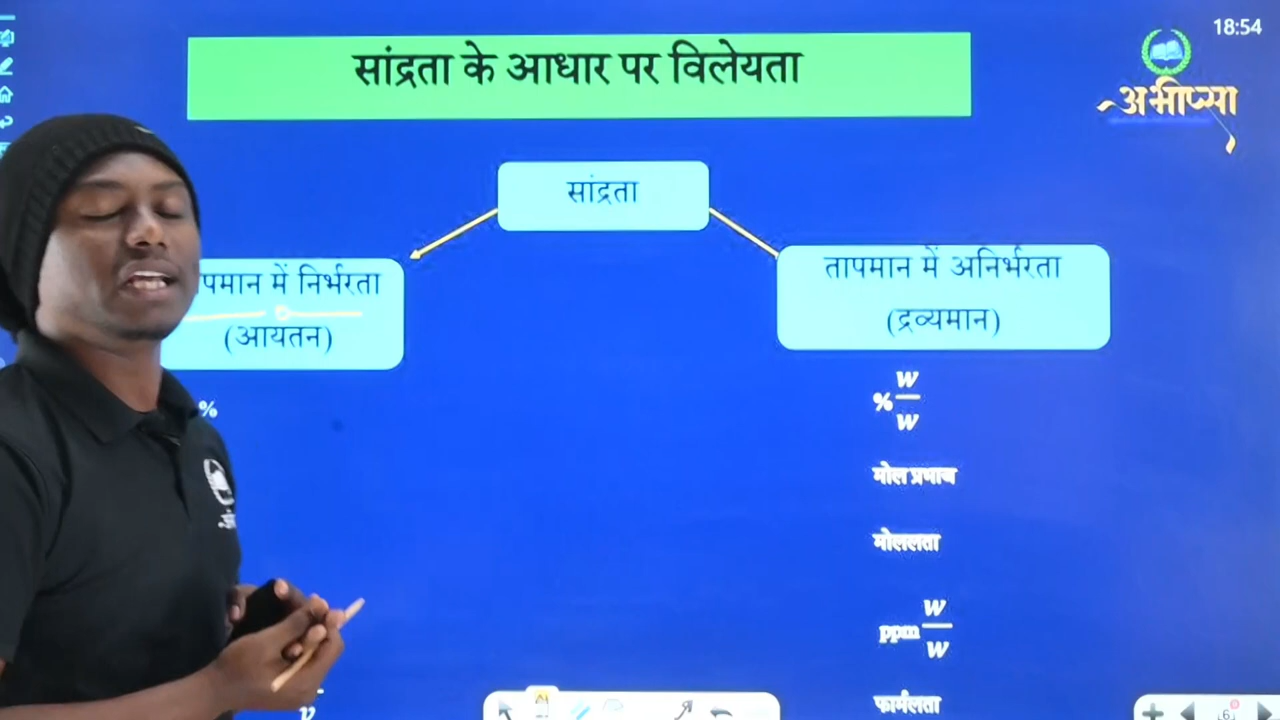 18:54
सांद्रता के आधार पर विलेयता
अभीप्सा
सांद्रता
पमान में निर्भरता
(आयतन)
तापमान में अनिर्भरता
(द्रव्यमान)
%
% w/w
मोल प्रभाज
मोललता
ppm w/w
फार्मलता
v